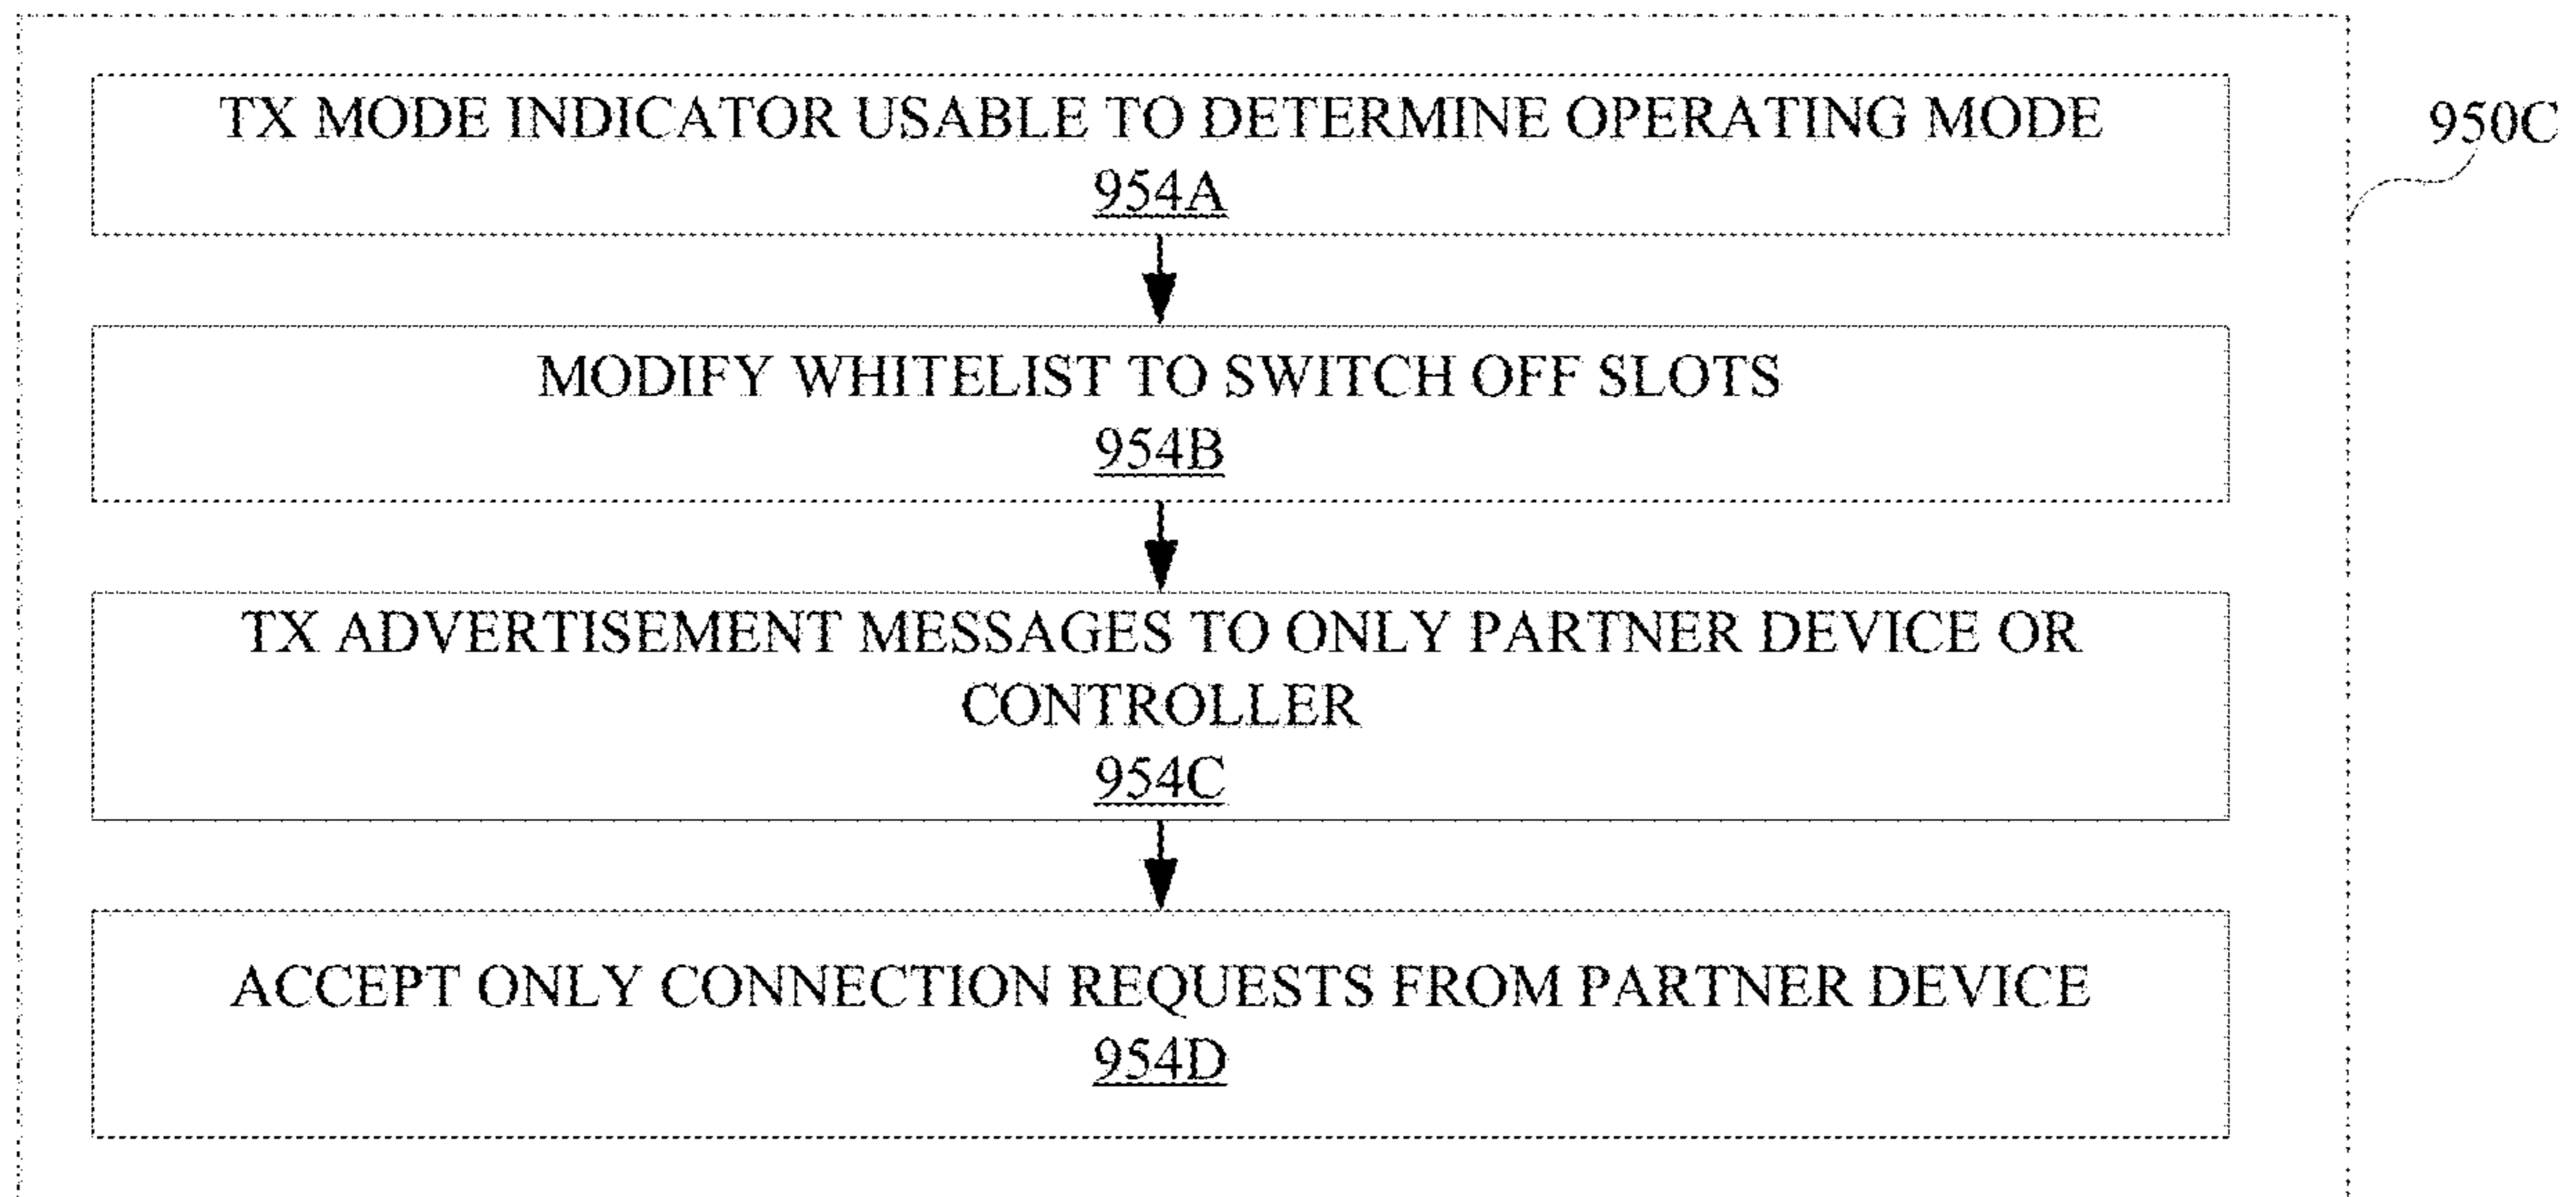 TX MODE INDICATOR USABLE TO DETERMINE OPERATING MODE
954A
950C
MODIFY WHITELIST TO SWITCH OFF SLOTS
954B
TX ADVERTISEMENT MESSAGES TO ONLY PARTNER DEVICE OR
CONTROLLER
954C
ACCEPT ONLY CONNECTION REQUESTS FROM PARTNER DEVICE
954D